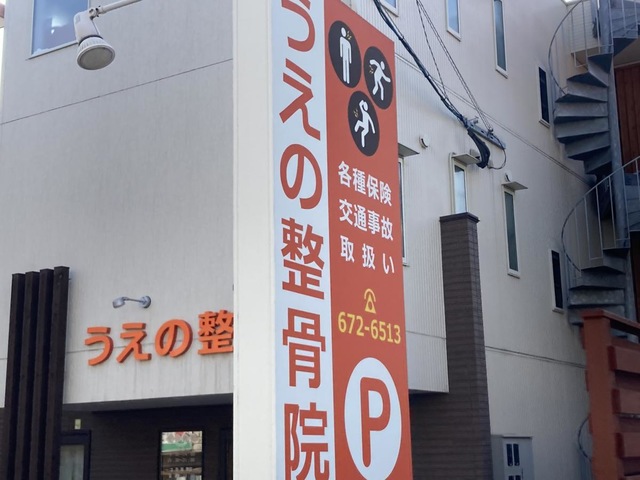 うえの整骨院
各種保険
交通事故
取扱い
672-6513
P
うえの整